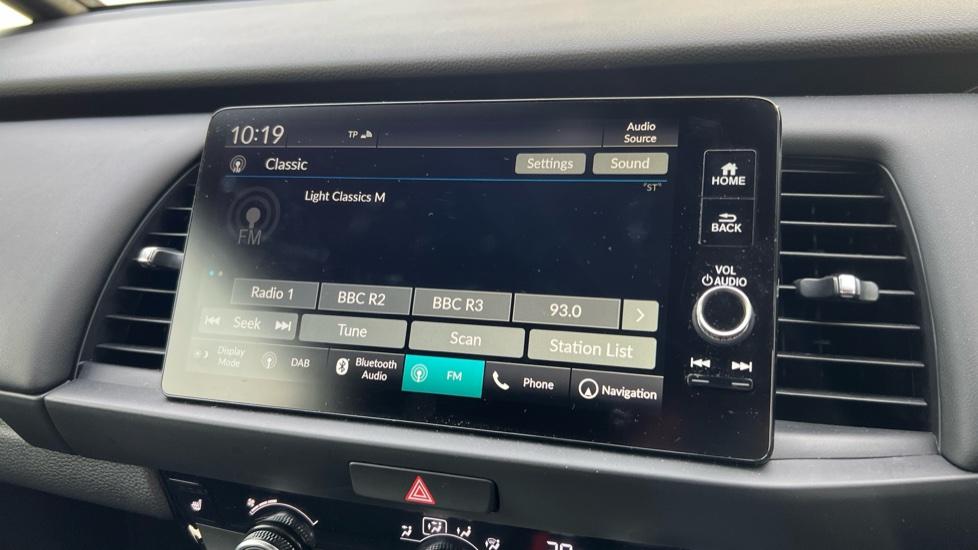 10:19 TP Audio
Source
Classic Settings Sound
Light Classics M "ST"
FM
Radio 1 BBC R2 BBC R3 93.0
Seek Tune Scan Station List
Display
Mode DAB Bluetooth
Audio FM Phone Navigation
HOME
BACK
VOL
AUDIO